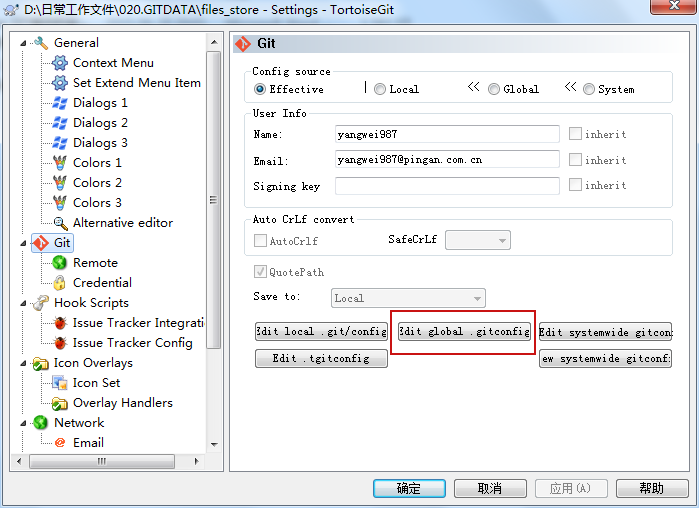 D:\日常工作文件\020.GITDATA\files_store - Settings - TortoiseGit
General
Context Menu
Set Extend Menu Item
Dialogs 1
Dialogs 2
Dialogs 3
Colors 1
Colors 2
Colors 3
Alternative editor
Git
Remote
Credential
Hook Scripts
Issue Tracker Integrati
Issue Tracker Config
Icon Overlays
Icon Set
Overlay Handlers
Network
Email
Git
Config source
Effective | Local << Global << System
User Info
Name: yangwei987 inherit
Email: yangwei987@pingan.com.cn inherit
Signing key inherit
Auto CrLf convert
AutoCrlf SafeCrLf
QuotePath
Save to: Local
Edit local .git/config Edit global .gitconfig Edit systemwide gitconf
Edit .tgitconfig ew systemwide gitconf
确定 取消 应用(A) 帮助